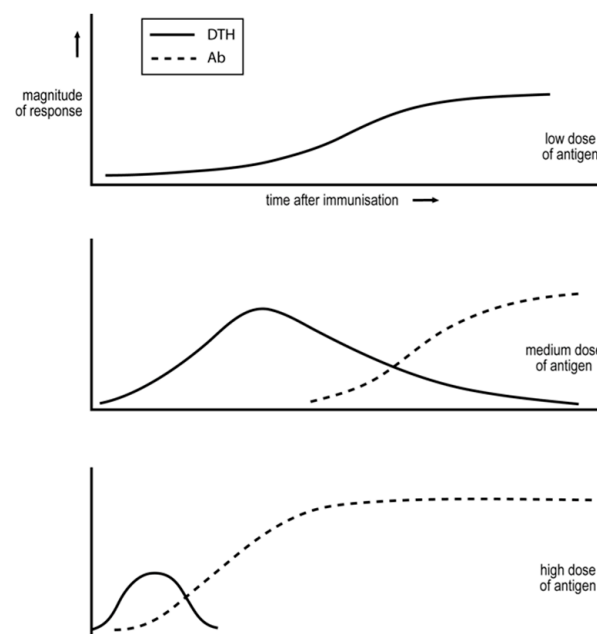 DTH
Ab
magnitude
of response
low dose
of antigen
time after immunisation
medium dose
of antigen
high dose
of antigen